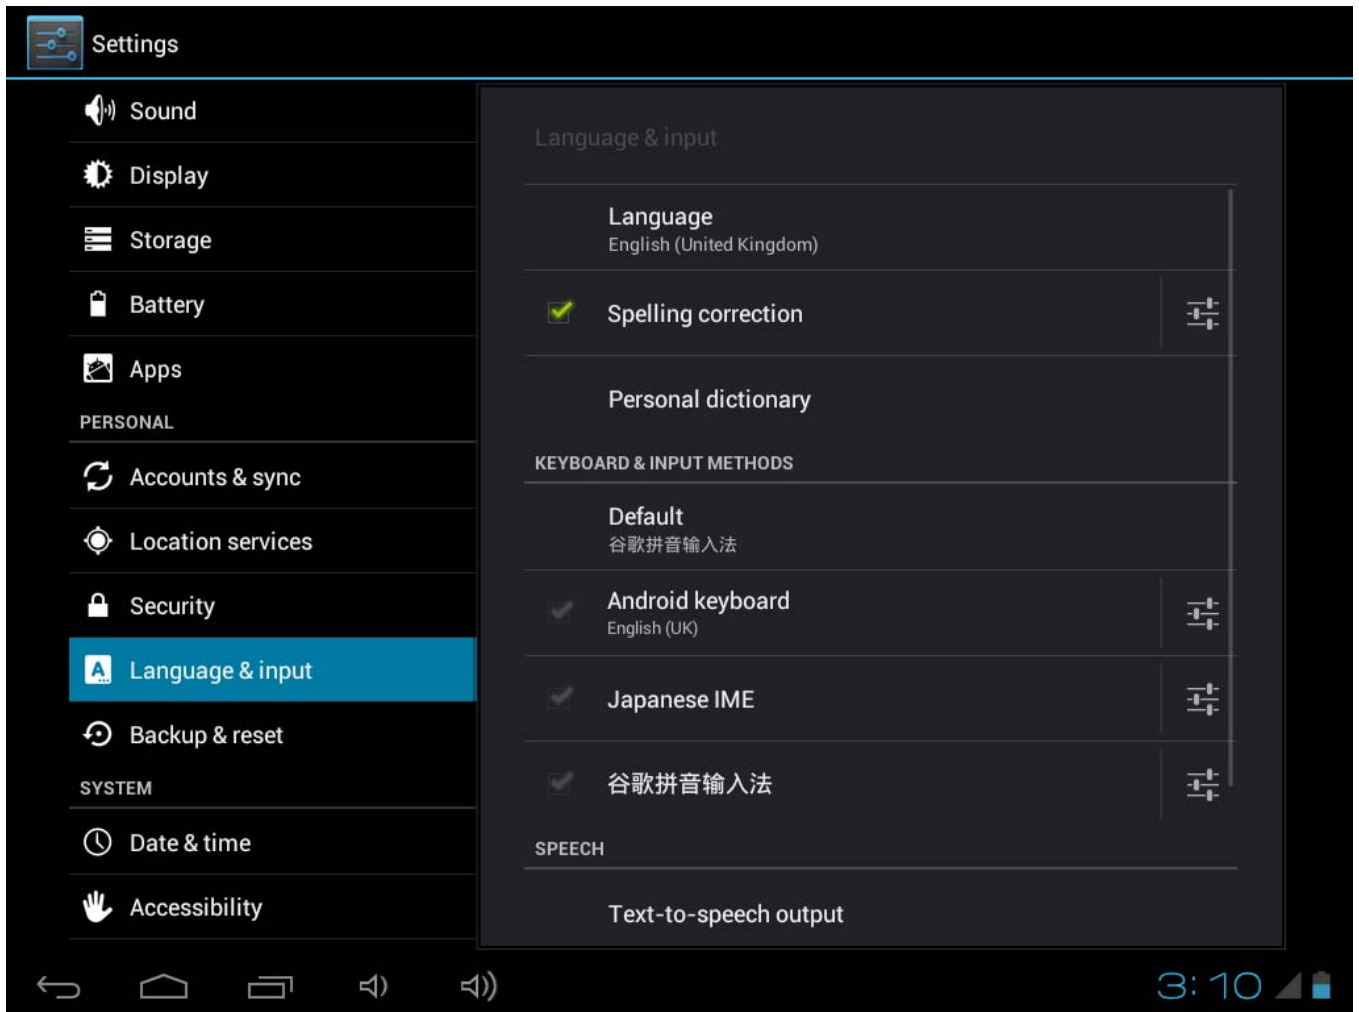 Settings
Sound
Display
Storage
Battery
Apps
PERSONAL
Accounts & sync
Location services
Security
Language & input
Backup & reset
SYSTEM
Date & time
Accessibility
Language & input
Language
English (United Kingdom)
Spelling correction
Personal dictionary
KEYBOARD & INPUT METHODS
Default
谷歌拼音输入法
Android keyboard
English (UK)
Japanese IME
谷歌拼音输入法
SPEECH
Text-to-speech output
3:10